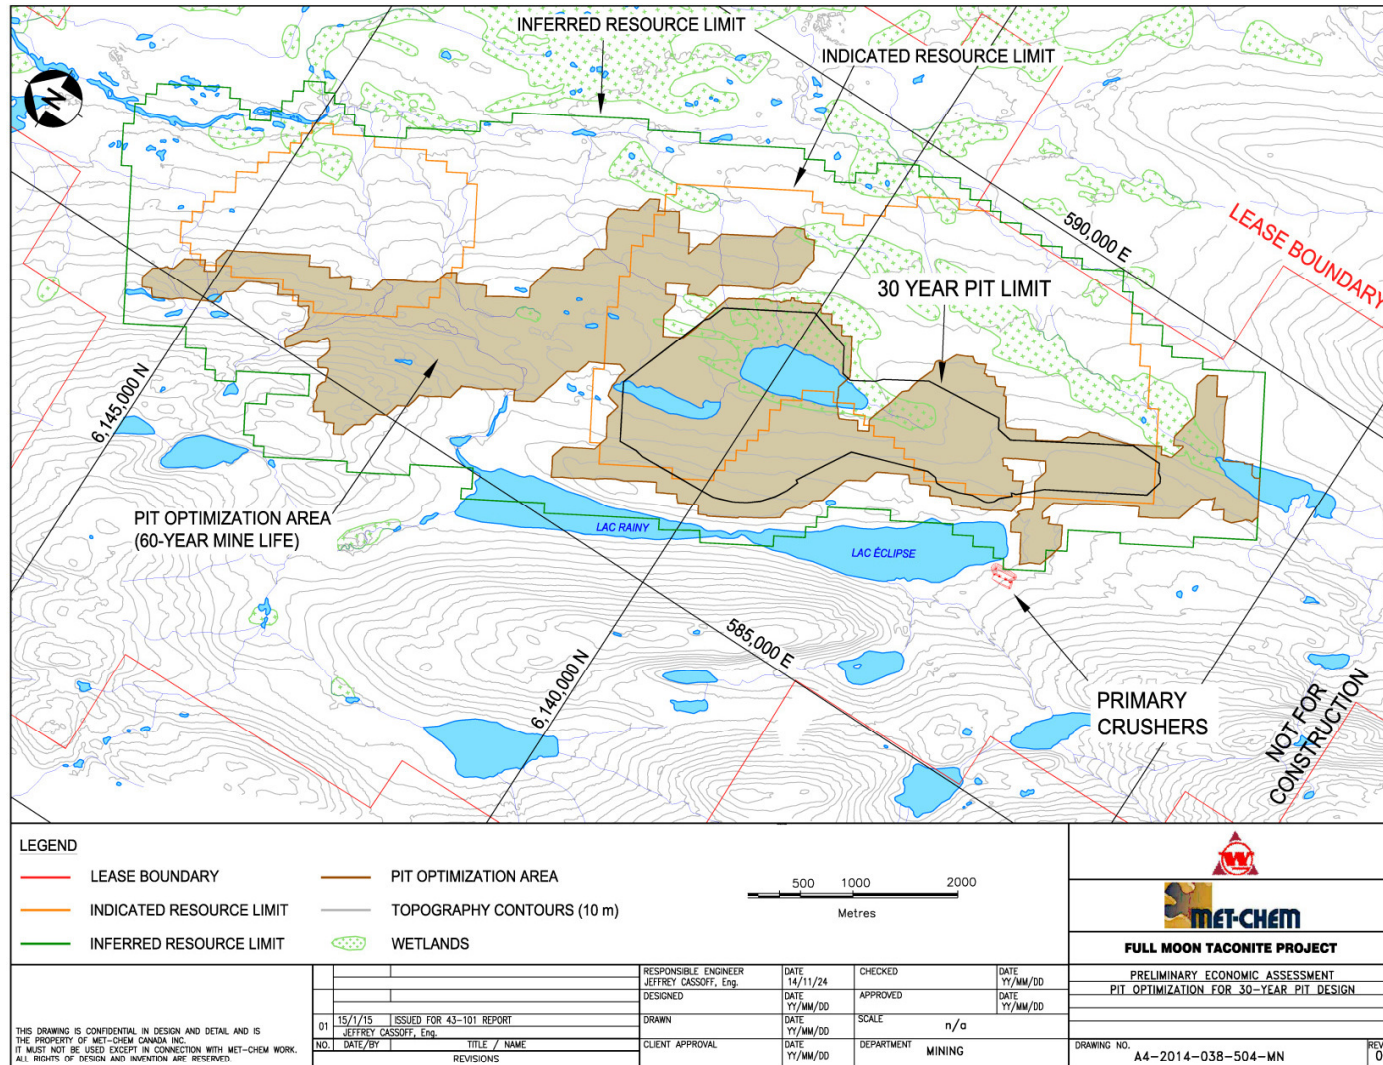 INFERRED RESOURCE LIMIT
INDICATED RESOURCE LIMIT
N
590,000 E
LEASE BOUNDARY
30 YEAR PIT LIMIT
6,145,000 N
PIT OPTIMIZATION AREA
(60-YEAR MINE LIFE)
LAC RAINY
LAC ÉCLIPSE
585,000 E
6,140,000 N
PRIMARY
CRUSHERS
NOT FOR
CONSTRUCTION
LEGEND
LEASE BOUNDARY
INDICATED RESOURCE LIMIT
INFERRED RESOURCE LIMIT
PIT OPTIMIZATION AREA
TOPOGRAPHY CONTOURS (10 m)
WETLANDS
500 1000 2000
Metres
W
MET-CHEM
FULL MOON TACONITE PROJECT
PRELIMINARY ECONOMIC ASSESSMENT
PIT OPTIMIZATION FOR 30-YEAR PIT DESIGN
DRAWING NO.
A4-2014-038-504-MN
REV
0
RESPONSIBLE ENGINEER
JEFFREY CASSOFF, Eng.
DATE
14/11/24
CHECKED
DATE
YY/MM/DD
DESIGNED
DATE
YY/MM/DD
APPROVED
DATE
YY/MM/DD
DRAWN
DATE
YY/MM/DD
SCALE
n/a
CLIENT APPROVAL
DATE
YY/MM/DD
DEPARTMENT
MINING
01 15/1/15 ISSUED FOR 43-101 REPORT
JEFFREY CASSOFF, Eng.
NO. DATE/BY TITLE / NAME
REVISIONS
THIS DRAWING IS CONFIDENTIAL IN DESIGN AND DETAIL AND IS
THE PROPERTY OF MET-CHEM CANADA INC.
IT MUST NOT BE USED EXCEPT IN CONNECTION WITH MET-CHEM WORK.
ALL RIGHTS OF DESIGN AND INVENTION ARE RESERVED.